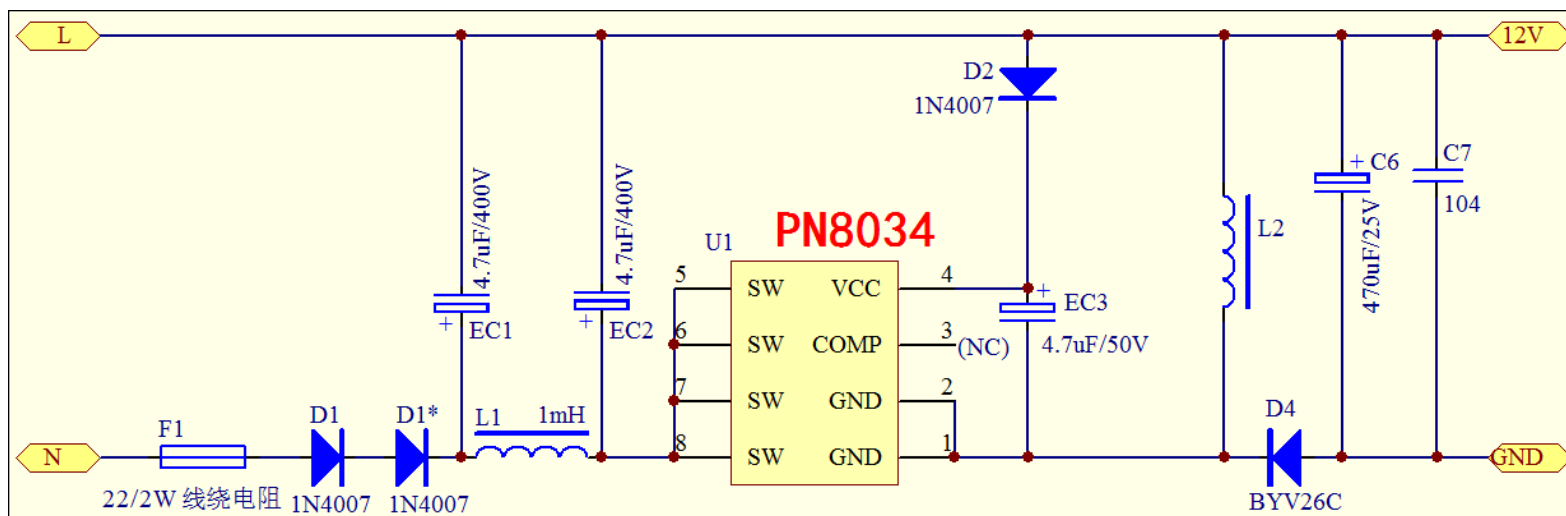 L
12V
D2
1N4007
4.7uF/400V
EC1
4.7uF/400V
EC2
PN8034
U1
5
SW
VCC
4
6
SW
COMP
3
(NC)
7
SW
GND
2
8
SW
GND
1
+
EC3
4.7uF/50V
+
+
L2
+ C6
470uF/25V
C7
104
N
F1
22/2W 线绕电阻
D1
1N4007
D1*
1N4007
L1
1mH
D4
BYV26C
GND